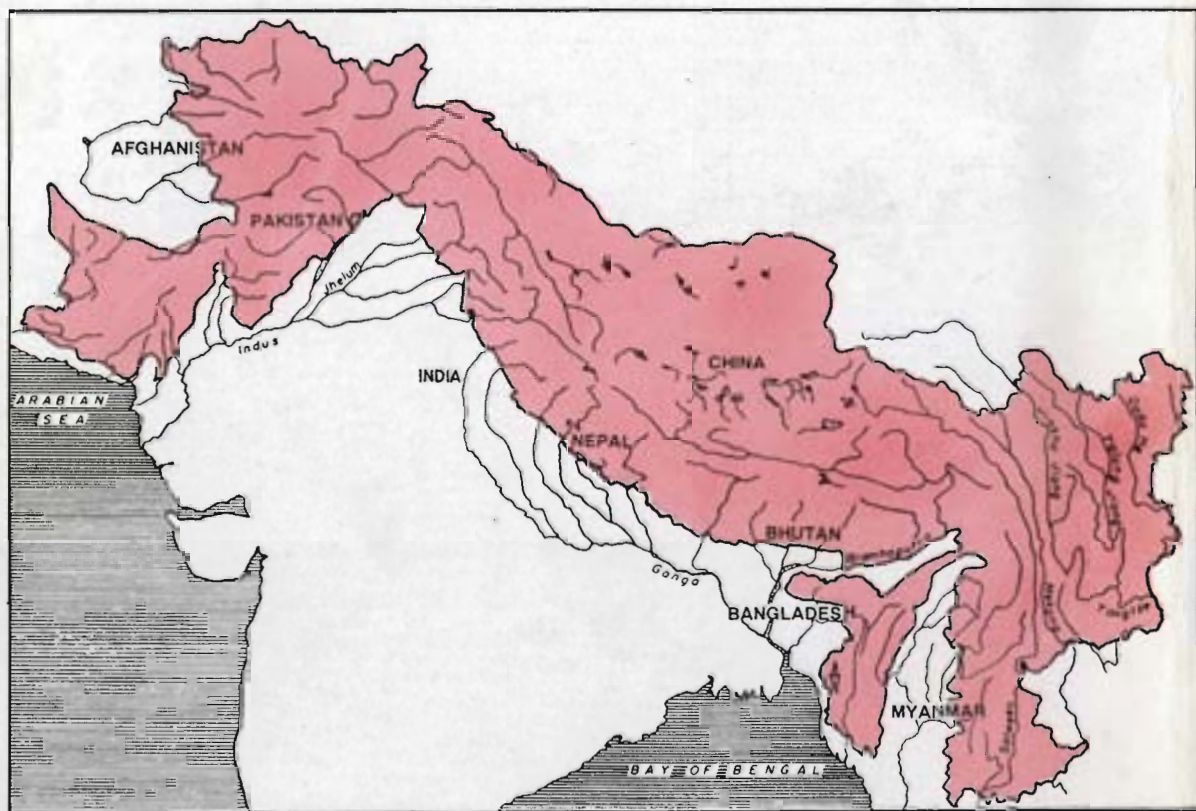 AFGHANISTAN
PAKISTAN
Jhelum
Indus
INDIA
CHINA
ARABIAN
SEA
NEPAL
BHUTAN
Ganga
BANGLADESH
MYANMAR
BAY OF BENGAL